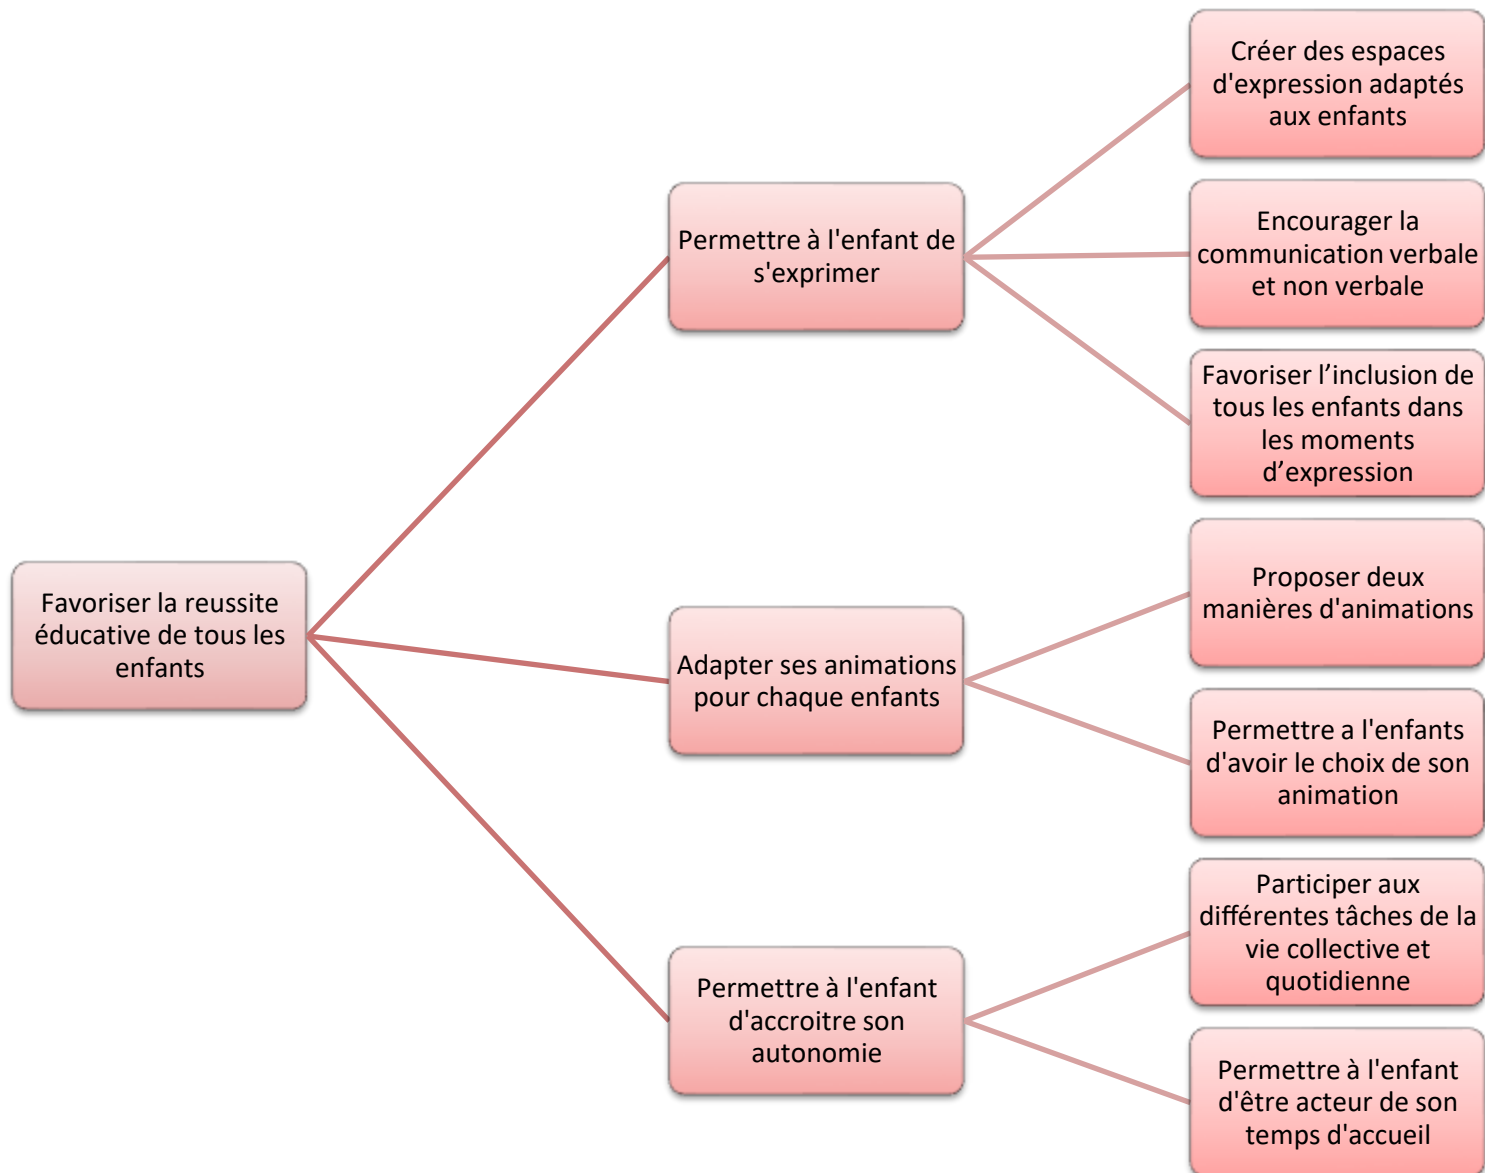 Favoriser la reussite
éducative de tous les
enfants
Permettre à l'enfant de
s'exprimer
Créer des espaces
d'expression adaptés
aux enfants
Encourager la
communication verbale
et non verbale
Favoriser l’inclusion de
tous les enfants dans
les moments
d’expression
Adapter ses animations
pour chaque enfants
Proposer deux
manières d'animations
Permettre a l'enfants
d'avoir le choix de son
animation
Permettre à l'enfant
d'accroitre son
autonomie
Participer aux
différentes tâches de la
vie collective et
quotidienne
Permettre à l'enfant
d'être acteur de son
temps d'accueil